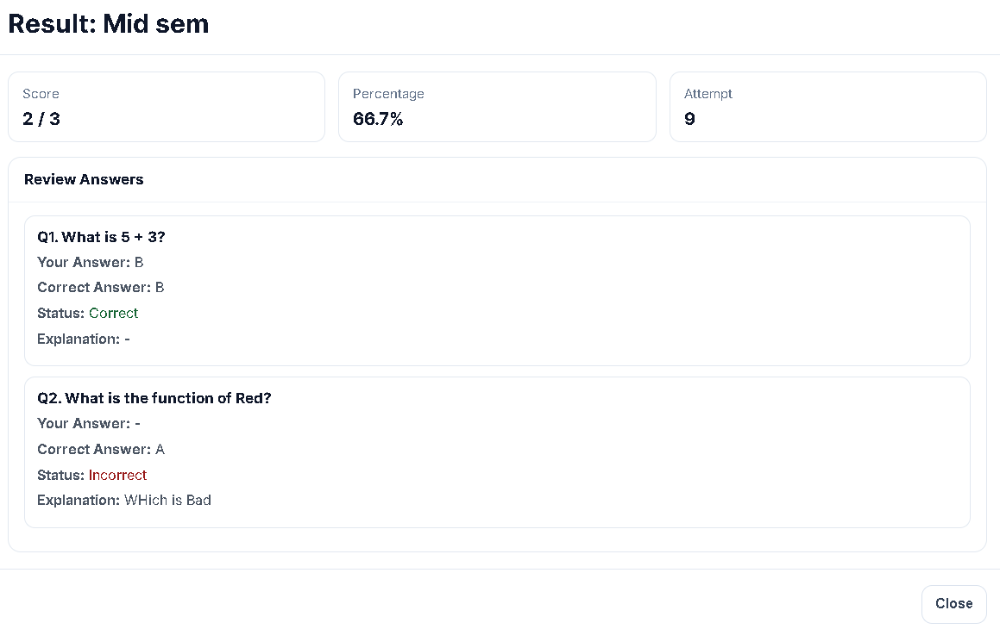 Result: Mid sem
Score
2 / 3
Percentage
66.7%
Attempt
9
Review Answers
Q1. What is 5 + 3?
Your Answer: B
Correct Answer: B
Status: Correct
Explanation: -
Q2. What is the function of Red?
Your Answer: -
Correct Answer: A
Status: Incorrect
Explanation: WHich is Bad
Close